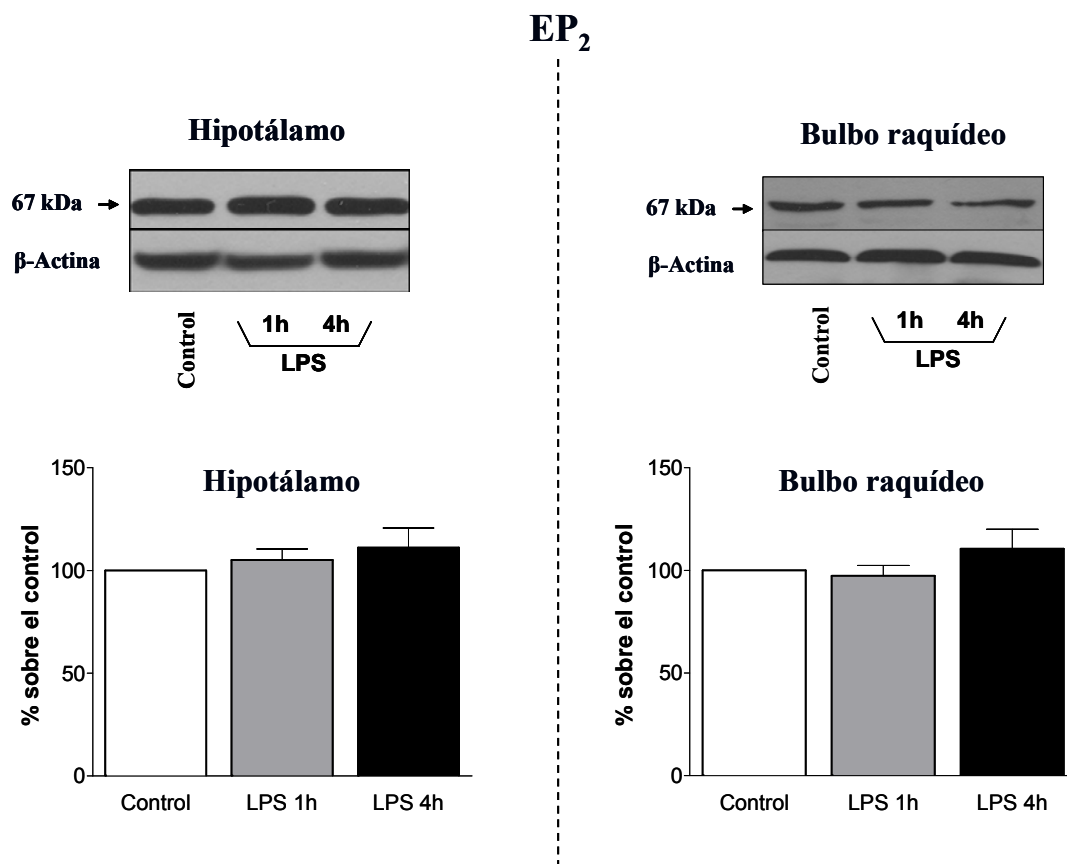 EP2
Hipotálamo
67 kDa
β-Actina
Control
1h 4h
LPS
150
100
50
0
% sobre el control
Hipotálamo
Control LPS 1h LPS 4h
Bulbo raquídeo
67 kDa
β-Actina
Control
1h 4h
LPS
150
100
50
0
% sobre el control
Bulbo raquídeo
Control LPS 1h LPS 4h